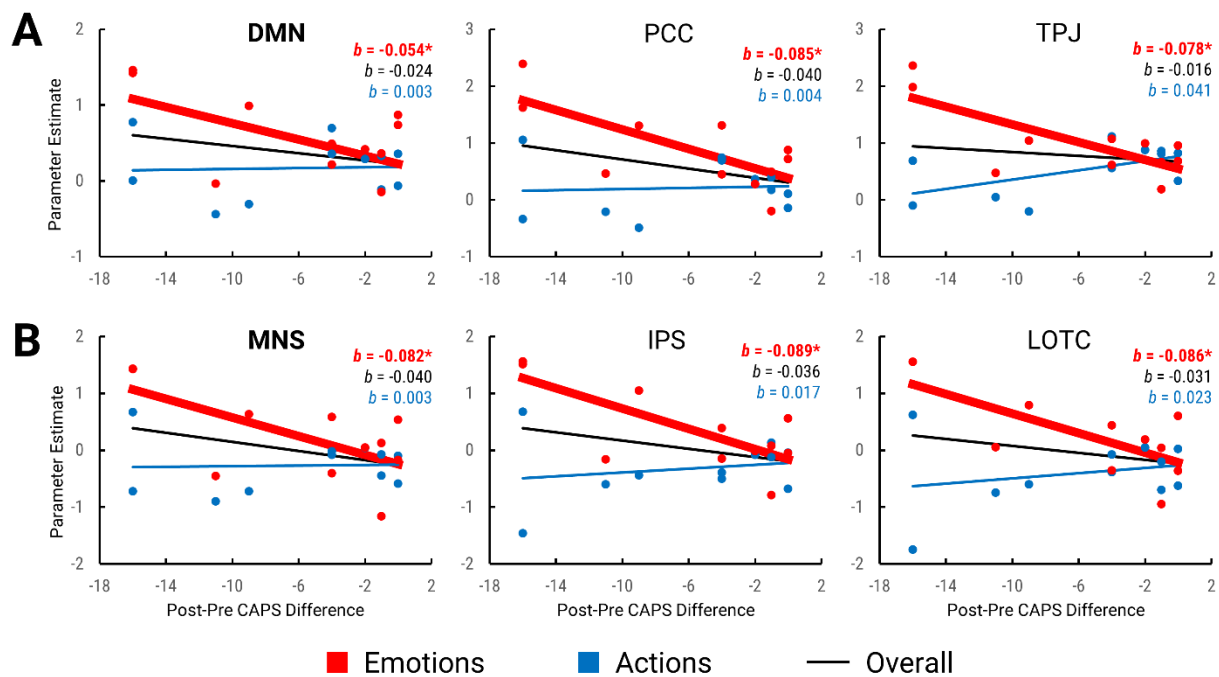 A
DMN
PCC
TPJ
b = -0.054*
b = -0.024
b = 0.003
b = -0.085*
b = -0.040
b = 0.004
b = -0.078*
b = -0.016
b = 0.041
Parameter Estimate
2
1
0
-1
3
2
1
0
-1
3
2
1
0
-1
-18 -14 -10 -6 -2 2
-18 -14 -10 -6 -2 2
-18 -14 -10 -6 -2 2
B
MNS
IPS
LOTC
b = -0.082*
b = -0.040
b = 0.003
b = -0.089*
b = -0.036
b = 0.017
b = -0.086*
b = -0.031
b = 0.023
Parameter Estimate
2
1
0
-1
-2
2
1
0
-1
-2
2
1
0
-1
-2
-18 -14 -10 -6 -2 2
-18 -14 -10 -6 -2 2
-18 -14 -10 -6 -2 2
Post-Pre CAPS Difference
Post-Pre CAPS Difference
Post-Pre CAPS Difference
Emotions
Actions
Overall